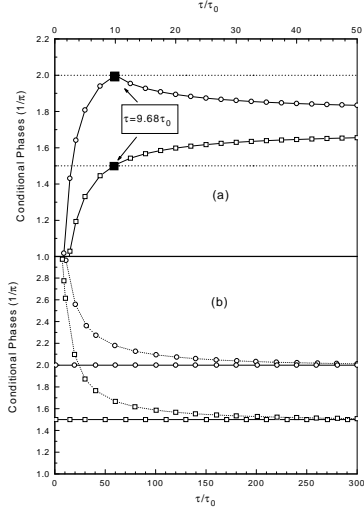 τ/τ₀
0 10 20 30 40 50
2.2
2.0
1.8
1.6
1.4
1.2
1.0
Conditional Phases (1/π)
τ=9.68τ₀
(a)
(b)
2.2
2.0
1.8
1.6
1.4
1.2
1.0
Conditional Phases (1/π)
0 50 100 150 200 250 300
τ/τ₀